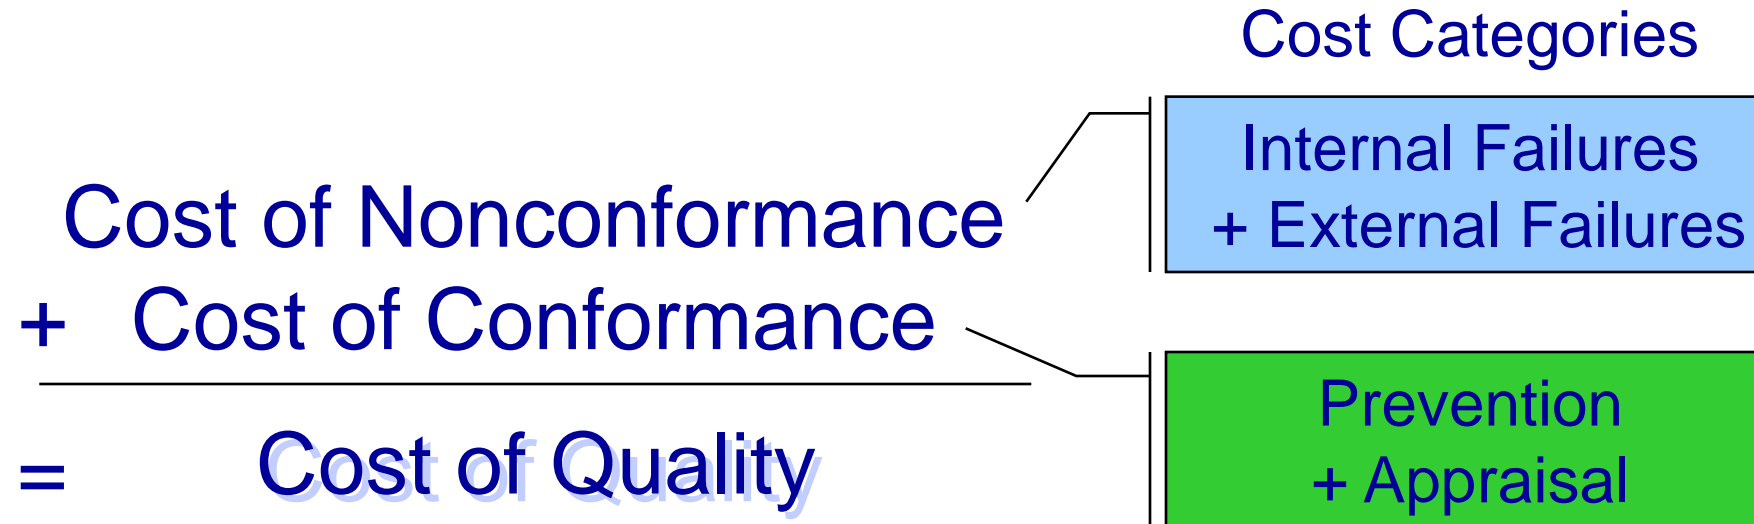 Cost Categories
Internal Failures
+ External Failures
Cost of Nonconformance
+ Cost of Conformance
= Cost of Quality
Prevention
+ Appraisal